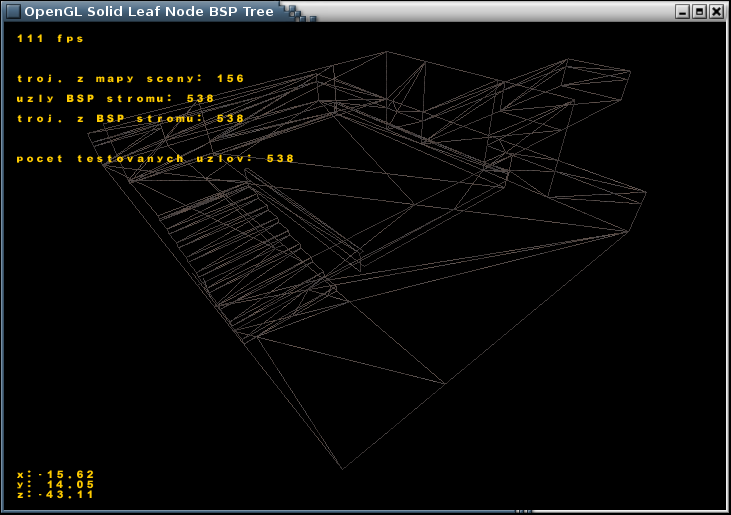 OpenGL Solid Leaf Node BSP Tree
111 fps
troj. z mapy sceny: 156
uzly BSP stromu: 538
troj. z BSP stromu: 538
pocet testovanych uzlov: 538
x:-15.62
y: 14.05
z:-43.11